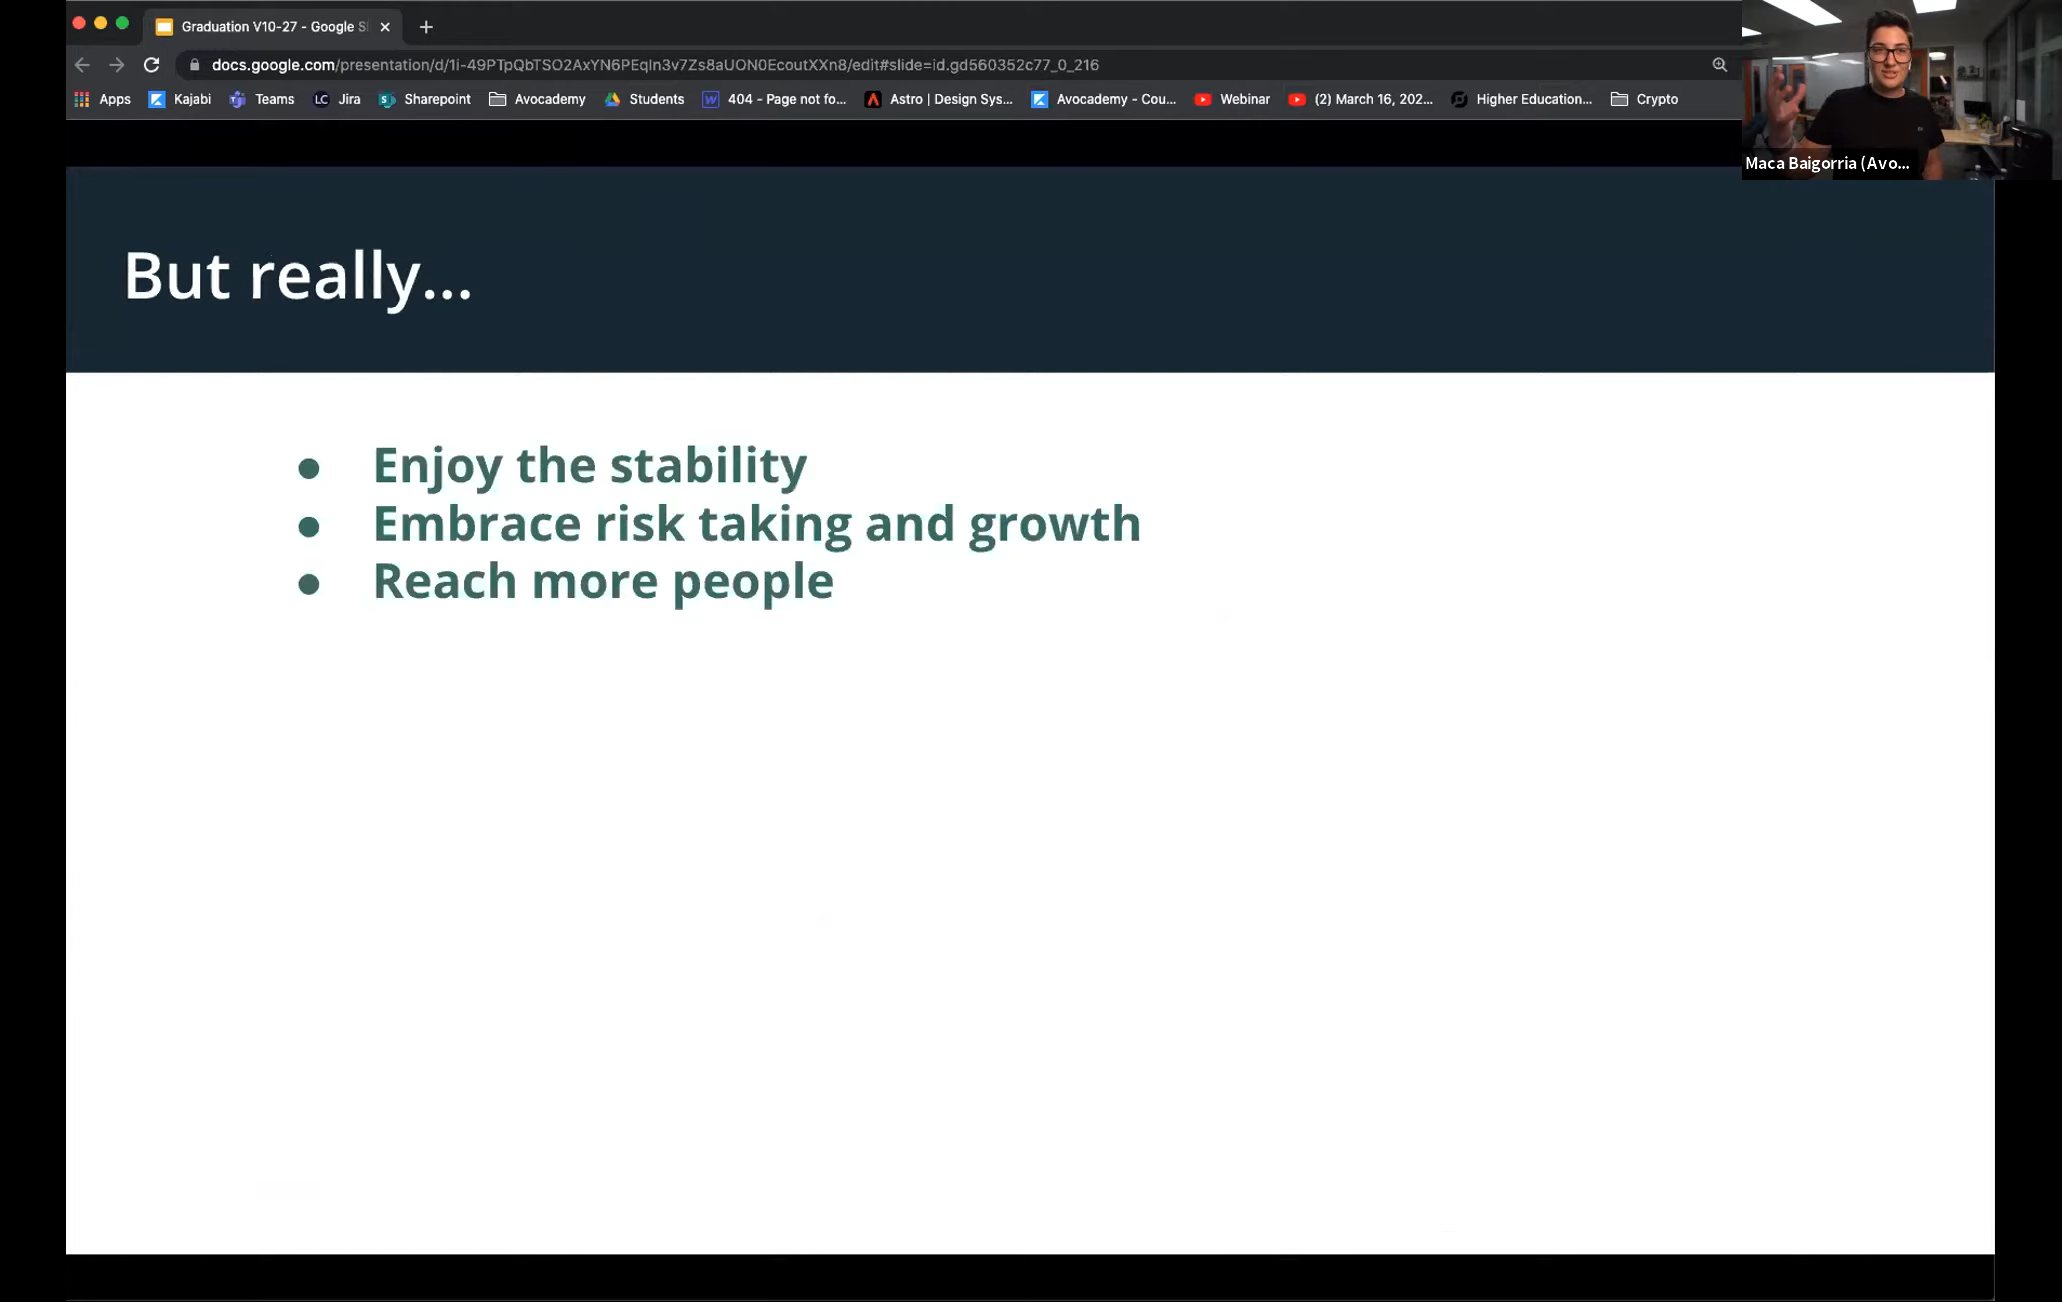 Graduation V10-27 - Google Sl
docs.google.com/presentation/d/1i-49PTpQbTSO2AxYN6PEqIn3v7Zs8aUON0EcoutXXn8/edit#slide=id.gd560352c77_0_216
Apps Kajabi Teams LC Jira Sharepoint Avocademy Students 404 - Page not fo... Astro | Design Sys... Avocademy - Cou... Webinar (2) March 16, 202... Higher Education... Crypto
Maca Baigorria (Avo...
But really...
● Enjoy the stability
● Embrace risk taking and growth
● Reach more people